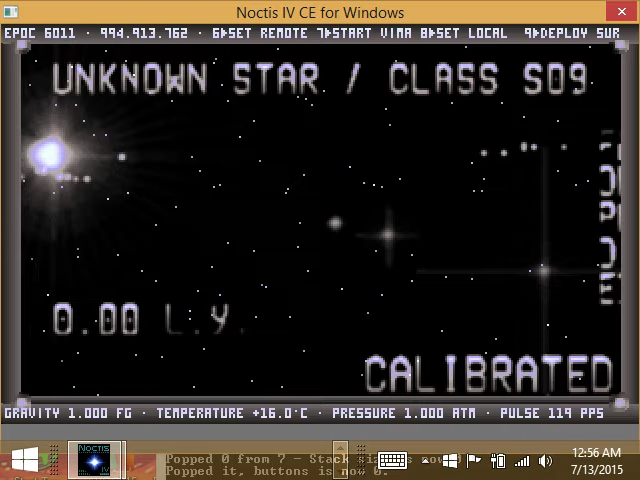 Noctis IV CE for Windows
EPOC 6011 · 994.913.762 · 6▶SET REMOTE 7▶START VIMA 8▶SET LOCAL 9▶DEPLOY SUR
UNKNOWN STAR / CLASS S09
0.00 L.Y.
CALIBRATED
GRAVITY 1.000 FG · TEMPERATURE +16.0°C · PRESSURE 1.000 ATM · PULSE 119 PPS
NOCTIS
IV
Popped 0 from 7 - Stack
Popped it, buttons is now 0.
12:56 AM
7/13/2015